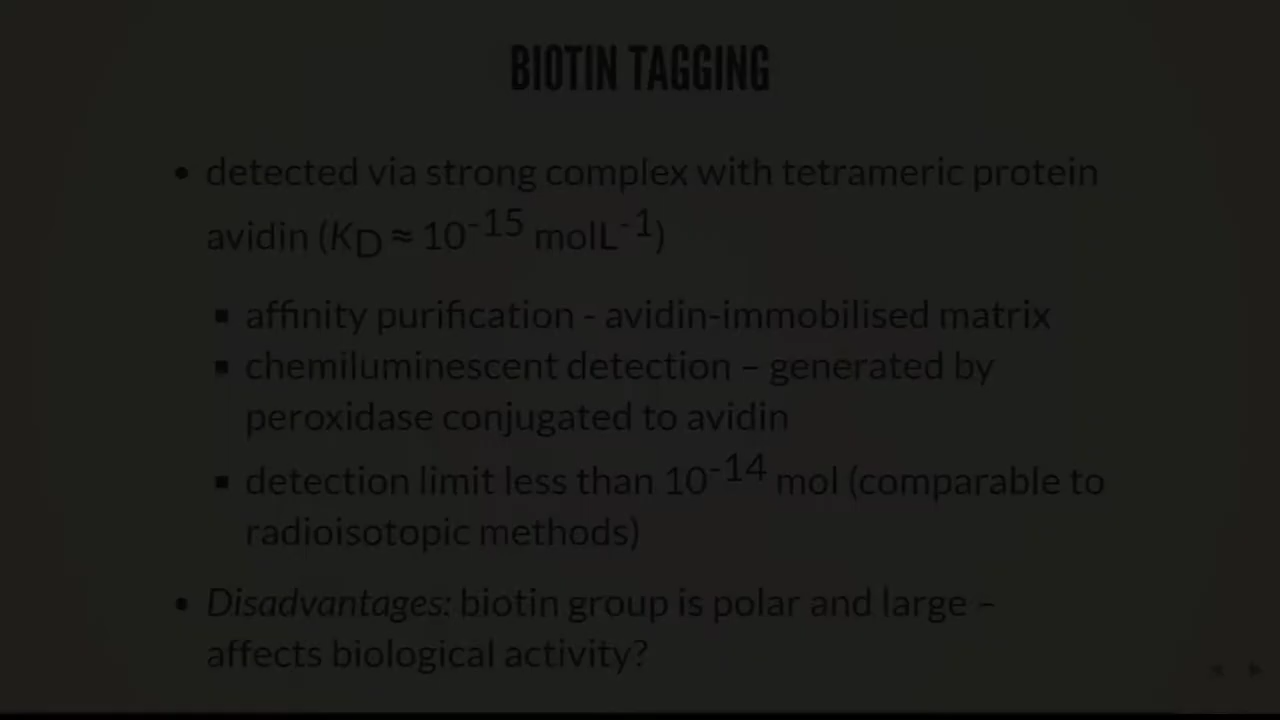 BIOTIN TAGGING
• detected via strong complex with tetrameric protein
avidin (KD ≈ 10-15 molL-1)
▪ affinity purification - avidin-immobilised matrix
▪ chemiluminescent detection – generated by
peroxidase conjugated to avidin
▪ detection limit less than 10-14 mol (comparable to
radioisotopic methods)
• Disadvantages: biotin group is polar and large –
affects biological activity?